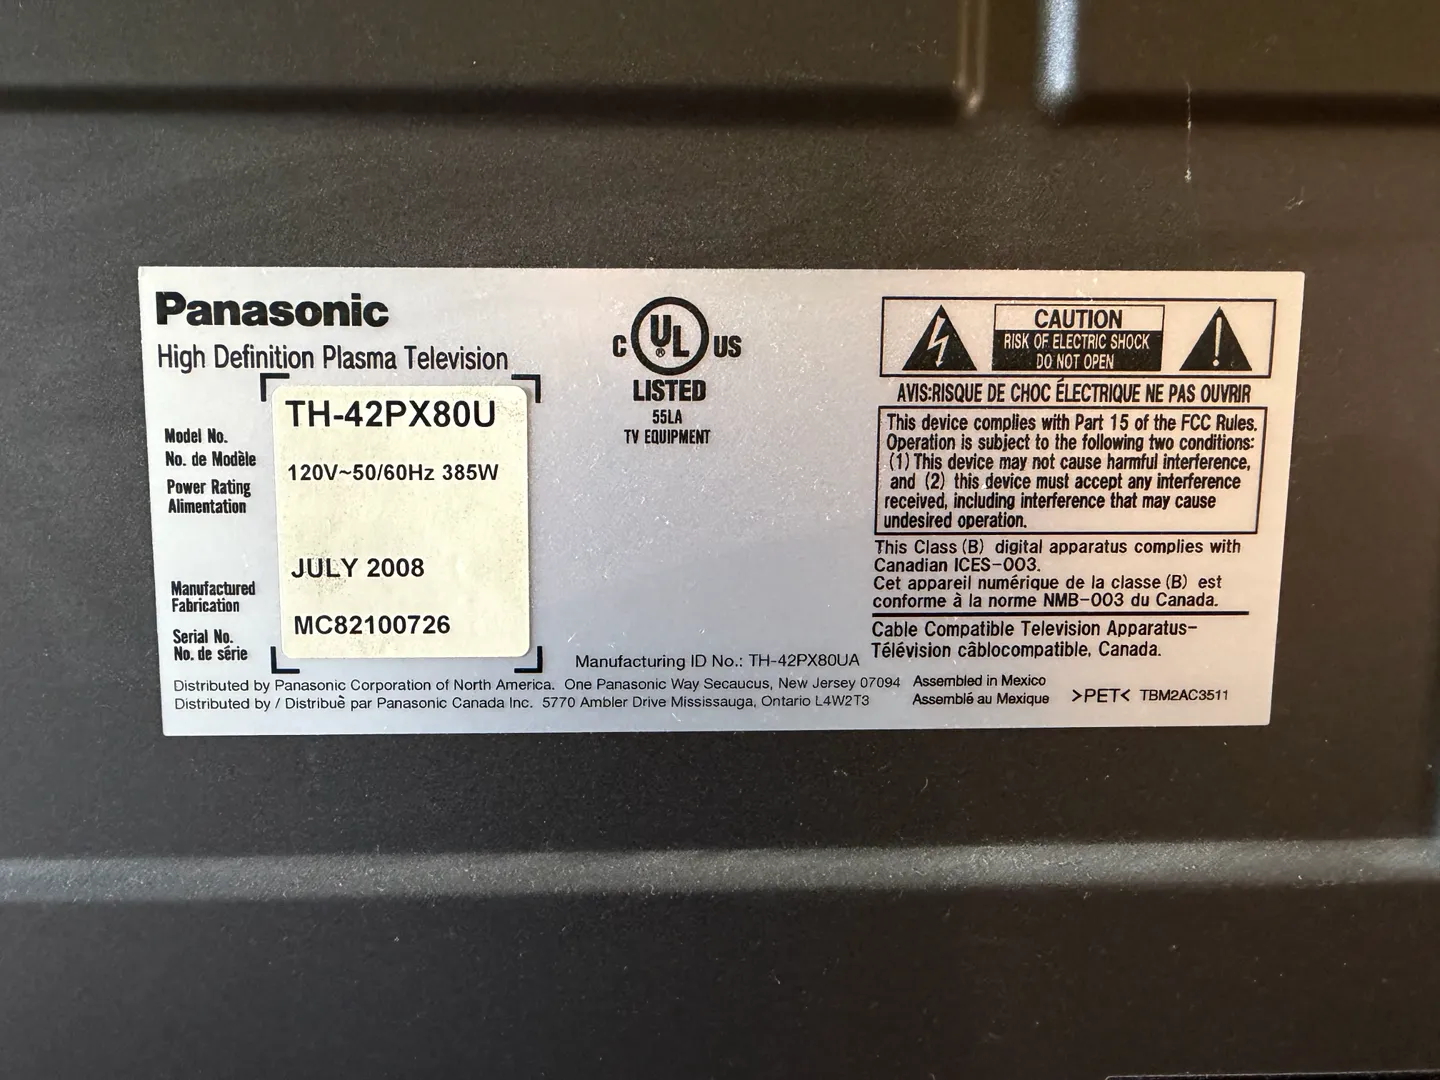 Panasonic
High Definition Plasma Television
Model No.
No. de Modèle
TH-42PX80U
Power Rating
Alimentation
120V~50/60Hz 385W
Manufactured
Fabrication
JULY 2008
Serial No.
No. de série
MC82100726
C UL® US
LISTED
55LA
TV EQUIPMENT
Manufacturing ID No.: TH-42PX80UA
CAUTION
RISK OF ELECTRIC SHOCK
DO NOT OPEN
AVIS:RISQUE DE CHOC ÉLECTRIQUE NE PAS OUVRIR
This device complies with Part 15 of the FCC Rules.
Operation is subject to the following two conditions:
(1) This device may not cause harmful interference,
and (2) this device must accept any interference
received, including interference that may cause
undesired operation.
This Class (B) digital apparatus complies with
Canadian ICES-003.
Cet appareil numérique de la classe (B) est
conforme à la norme NMB-003 du Canada.
Cable Compatible Television Apparatus-
Télévision câblocompatible, Canada.
Distributed by Panasonic Corporation of North America. One Panasonic Way Secaucus, New Jersey 07094
Distributed by / Distribuè par Panasonic Canada Inc. 5770 Ambler Drive Mississauga, Ontario L4W2T3
Assembled in Mexico
Assemblé au Mexique
>PET< TBM2AC3511